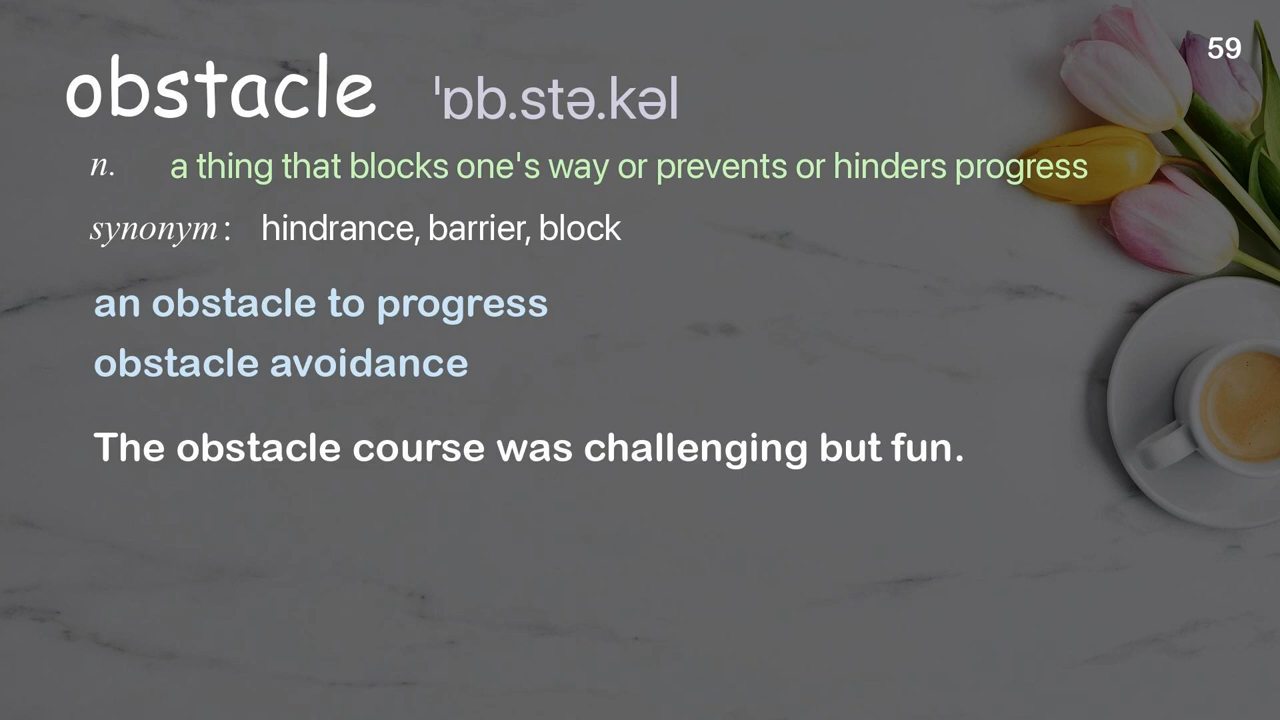 59
obstacle ˈɒb.stə.kəl
n. a thing that blocks one's way or prevents or hinders progress
synonym: hindrance, barrier, block
an obstacle to progress
obstacle avoidance
The obstacle course was challenging but fun.